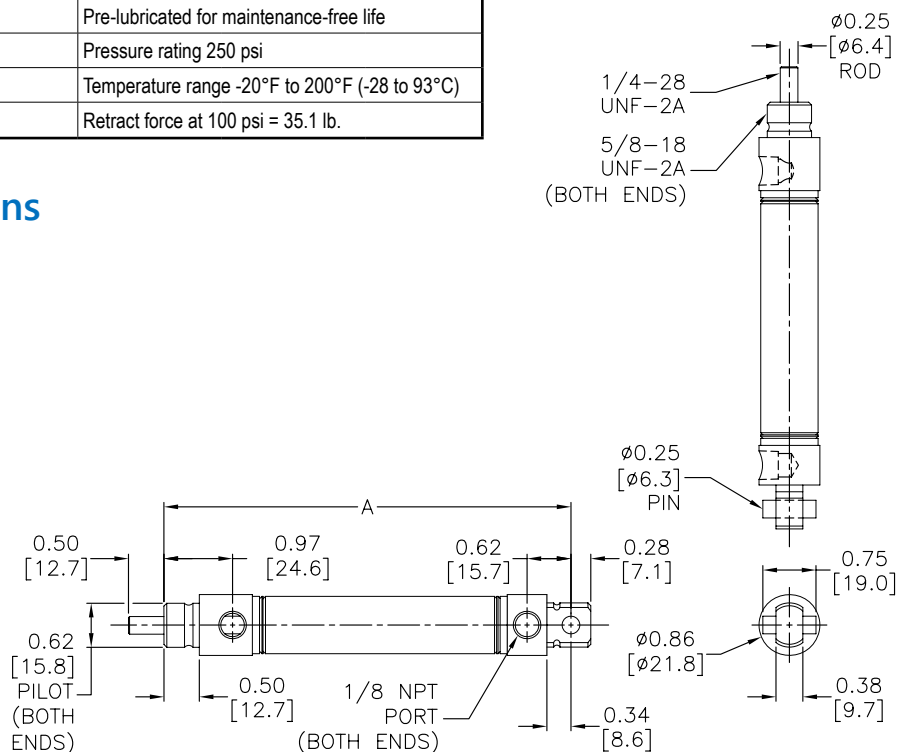 Pre-lubricated for maintenance-free life
Pressure rating 250 psi
Temperature range -20°F to 200°F (-28 to 93°C)
Retract force at 100 psi = 35.1 lb.
ns
ø0.25
[ø6.4]
ROD
1/4-28
UNF-2A
5/8-18
UNF-2A
(BOTH ENDS)
ø0.25
[ø6.3]
PIN
A
0.50
[12.7]
0.97
[24.6]
0.62
[15.7]
0.28
[7.1]
0.75
[19.0]
0.62
[15.8]
PILOT
(BOTH
ENDS)
0.50
[12.7]
1/8 NPT
PORT
(BOTH ENDS)
0.34
[8.6]
ø0.86
[ø21.8]
0.38
[9.7]